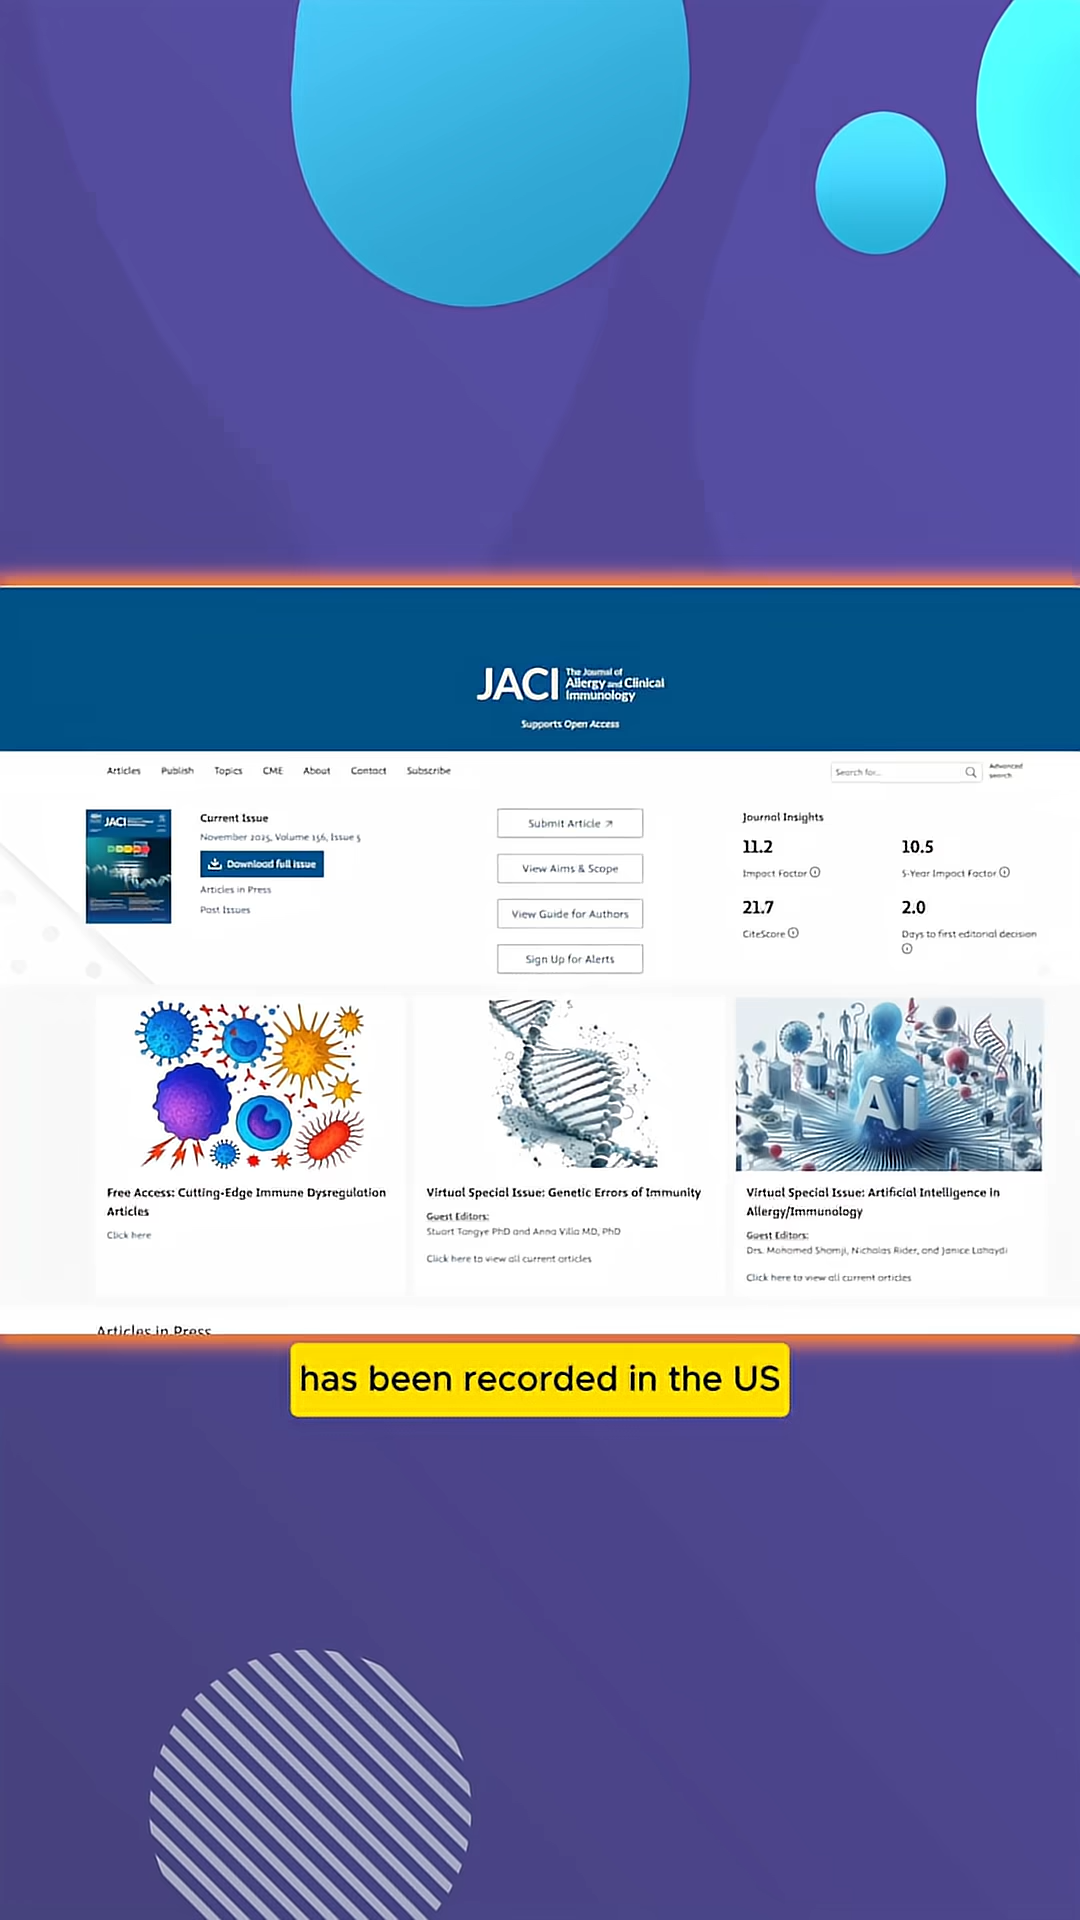 JACI The Journal of
Allergy and Clinical
Immunology
Supports Open Access
Articles Publish Topics CME About Contact Subscribe
Search for...
Advanced
search
JACI
Current Issue
November 2025, Volume 156, Issue 5
Download full issue
Articles in Press
Past Issues
Submit Article
View Aims & Scope
View Guide for Authors
Sign Up for Alerts
Journal Insights
11.2
Impact Factor
10.5
5-Year Impact Factor
21.7
CiteScore
2.0
Days to first editorial decision
Free Access: Cutting-Edge Immune Dysregulation
Articles
Click here
Virtual Special Issue: Genetic Errors of Immunity
Guest Editors:
Stuart Tangye PhD and Anna Villa MD, PhD
Click here to view all current articles
Ai
Virtual Special Issue: Artificial Intelligence in
Allergy/Immunology
Guest Editors:
Drs. Mohamed Shamji, Nicholas Rider, and Janice Lahaydi
Click here to view all current articles
Articles in Press
has been recorded in the US